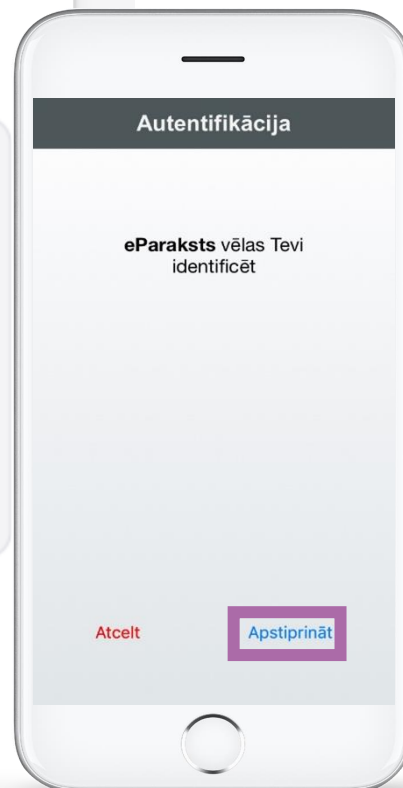 Autentifikācija
eParaksts vēlas Tevi
identificēt
Atcelt
Apstiprināt